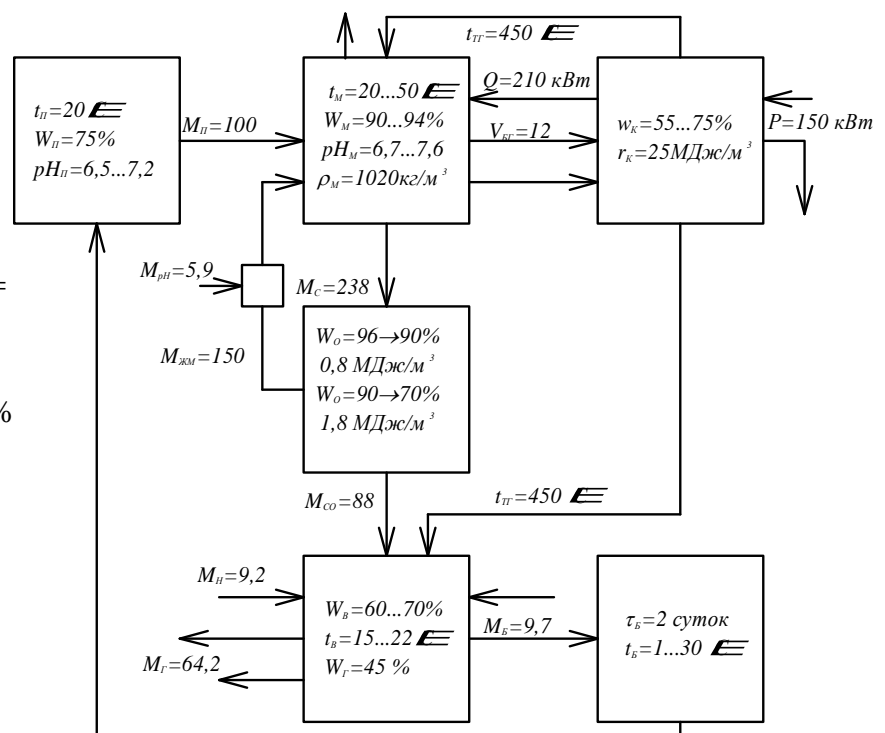 t_ТГ=450 Є
t_П=20 Є
W_П=75%
pH_П=6,5...7,2
M_П=100
t_М=20...50 Є
W_М=90...94%
pH_М=6,7...7,6
ρ_М=1020кг/м³
Q=210 кВт
V_БГ=12
w_К=55...75%
r_К=25МДж/м³
P=150 кВт
=
M_pH=5,9
M_С=238
M_ЖМ=150
W_о=96→90%
0,8 МДж/м³
W_о=90→70%
1,8 МДж/м³
%
M_СО=88
t_ТГ=450 Є
M_Н=9,2
W_В=60...70%
t_В=15...22 Є
W_Г=45 %
M_Б=9,7
M_Г=64,2
τ_Б=2 суток
t_Б=1...30 Є